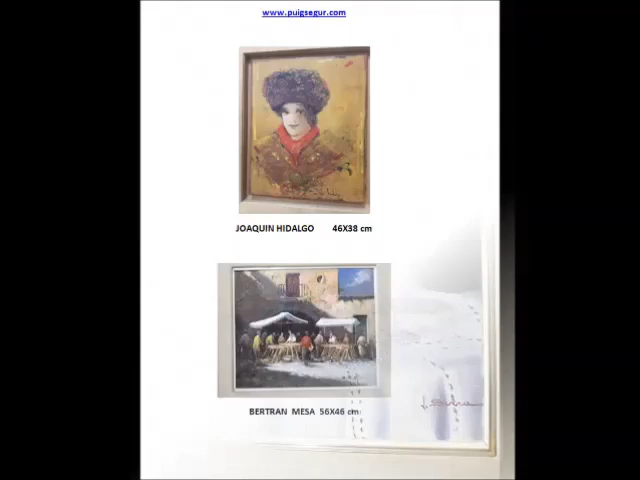 www.puigsegur.com
JOAQUIN HIDALGO 46X38 cm
BERTRAN MESA 56X46 cm